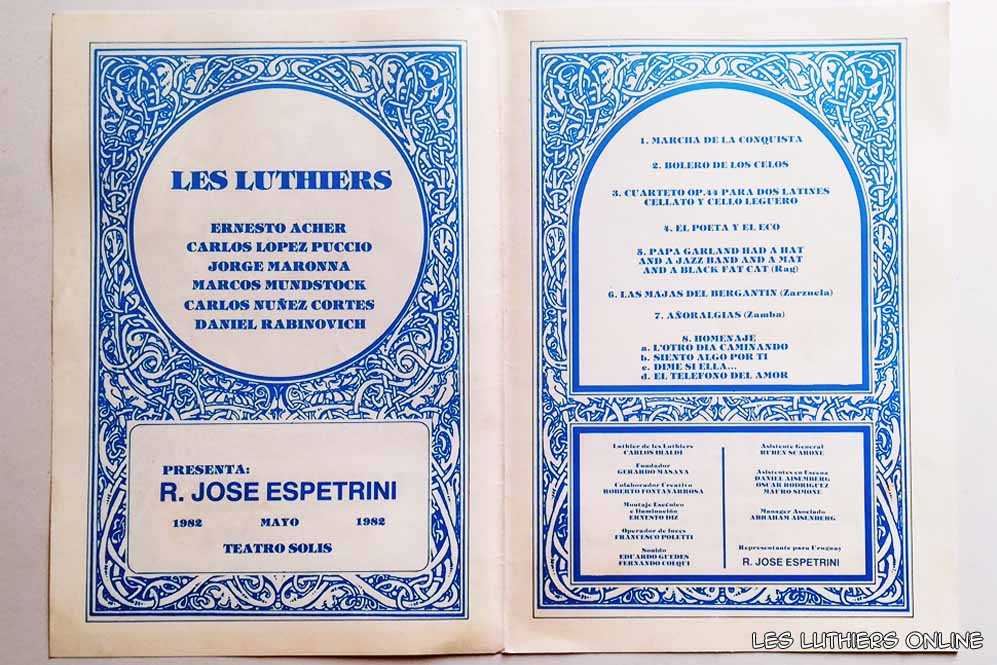 LES LUTHIERS
ERNESTO ACHER
CARLOS LOPEZ PUCCIO
JORGE MARONNA
MARCOS MUNDSTOCK
CARLOS NUÑEZ CORTES
DANIEL RABINOVICH
PRESENTA:
R. JOSE ESPETRINI
1982 MAYO 1982
TEATRO SOLIS
1. MARCHA DE LA CONQUISTA
2. BOLERO DE LOS CELOS
3. CUARTETO OP.44 PARA DOS LATINES
CELLATO Y CELLO LEGUERO
4. EL POETA Y EL ECO
5. PAPA GARLAND HAD A HAT
AND A JAZZ BAND AND A MAT
AND A BLACK FAT CAT (Rag)
6. LAS MAJAS DEL BERGANTIN (Zarzuela)
7. AÑORALGIAS (Zamba)
8. HOMENAJE
a. L'OTRO DIA CAMINANDO
b. SIENTO ALGO POR TI
c. DIME SI ELLA...
d. EL TELEFONO DEL AMOR
Luthier de les Luthiers
CARLOS IRALDI
Fundador
GERARDO MASANA
Colaborador Creativo
ROBERTO FONTANARROSA
Montaje Escénico
e Iluminación
ERNESTO DIZ
Operador de luces
FRANCESCO POLETTI
Sonido
EDUARDO GUEDES
FERNANDO COLQUI
Asistente General
RUBEN SCARONE
Asistentes en Escena
DANIEL AISEMBERG
OSCAR RODRIGUEZ
MAURO SIMONE
Manager Asociado
ABRAHAM AISENBERG
Representante para Uruguay
R. JOSE ESPETRINI
LES LUTHIERS ONLINE